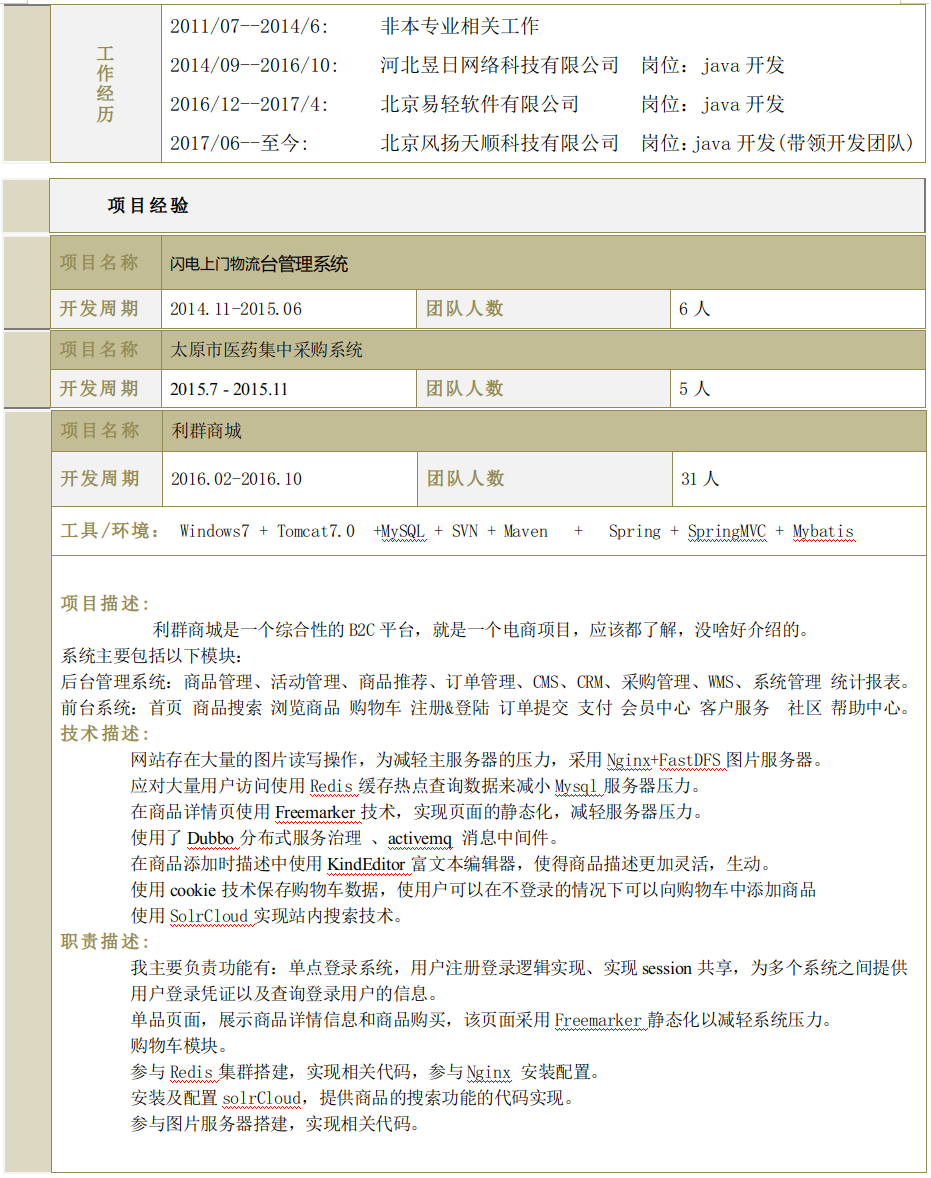 工作经历
2011/07--2014/6: 非本专业相关工作
2014/09--2016/10: 河北昱日网络科技有限公司 岗位: java 开发
2016/12--2017/4: 北京易轻软件有限公司 岗位: java 开发
2017/06--至今: 北京风扬天顺科技有限公司 岗位:java 开发(带领开发团队)
项目经验
项目名称 闪电上门物流台管理系统
开发周期 2014.11-2015.06 团队人数 6 人
项目名称 太原市医药集中采购系统
开发周期 2015.7 - 2015.11 团队人数 5 人
项目名称 利群商城
开发周期 2016.02-2016.10 团队人数 31 人
工具/环境: Windows7 + Tomcat7.0 +MySQL + SVN + Maven + Spring + SpringMVC + Mybatis
项目描述:
利群商城是一个综合性的 B2C 平台，就是一个电商项目，应该都了解，没啥好介绍的。
系统主要包括以下模块:
后台管理系统: 商品管理、活动管理、商品推荐、订单管理、CMS、CRM、采购管理、WMS、系统管理 统计报表。
前台系统: 首页 商品搜索 浏览商品 购物车 注册&登陆 订单提交 支付 会员中心 客户服务 社区 帮助中心。
技术描述:
网站存在大量的图片读写操作，为减轻主服务器的压力，采用 Nginx+FastDFS 图片服务器。
应对大量用户访问使用 Redis 缓存热点查询数据来减小 Mysql 服务器压力。
在商品详情页使用 Freemarker 技术，实现页面的静态化，减轻服务器压力。
使用了 Dubbo 分布式服务治理 、activemq 消息中间件。
在商品添加时描述中使用 KindEditor 富文本编辑器，使得商品描述更加灵活，生动。
使用 cookie 技术保存购物车数据，使用户可以在不登录的情况下可以向购物车中添加商品
使用 SolrCloud 实现站内搜索技术。
职责描述:
我主要负责功能有: 单点登录系统，用户注册登录逻辑实现、实现 session 共享，为多个系统之间提供
用户登录凭证以及查询登录用户的信息。
单品页面，展示商品详情信息和商品购买，该页面采用 Freemarker 静态化以减轻系统压力。
购物车模块。
参与 Redis 集群搭建，实现相关代码，参与 Nginx 安装配置。
安装及配置 solrCloud，提供商品的搜索功能的代码实现。
参与图片服务器搭建，实现相关代码。